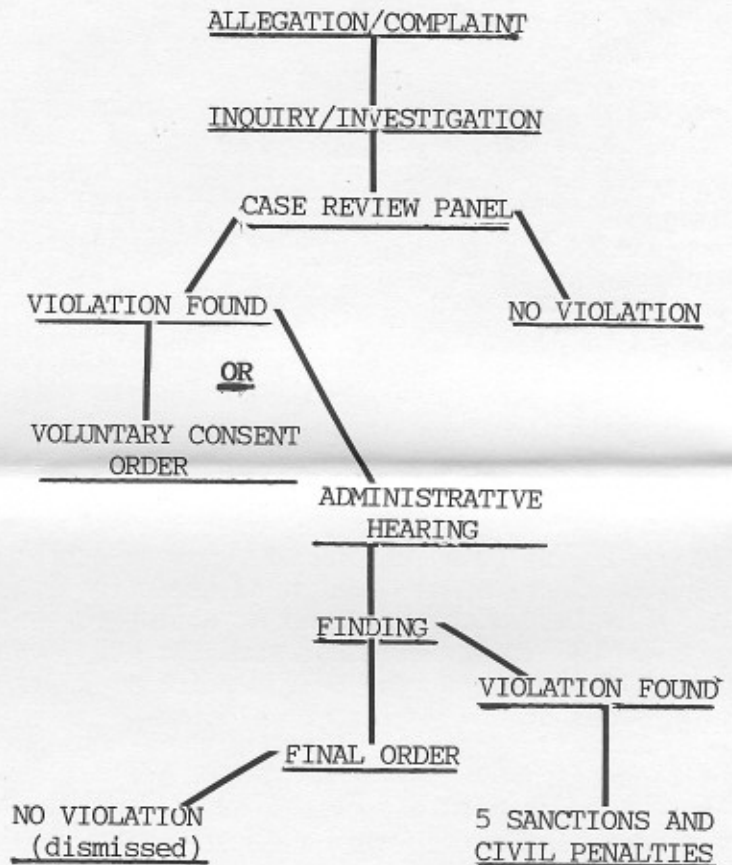 ALLEGATION/COMPLAINT
INQUIRY/INVESTIGATION
CASE REVIEW PANEL
VIOLATION FOUND
NO VIOLATION
OR
VOLUNTARY CONSENT
ORDER
ADMINISTRATIVE
HEARING
FINDING
VIOLATION FOUND
FINAL ORDER
NO VIOLATION
(dismissed)
5 SANCTIONS AND
CIVIL PENALTIES